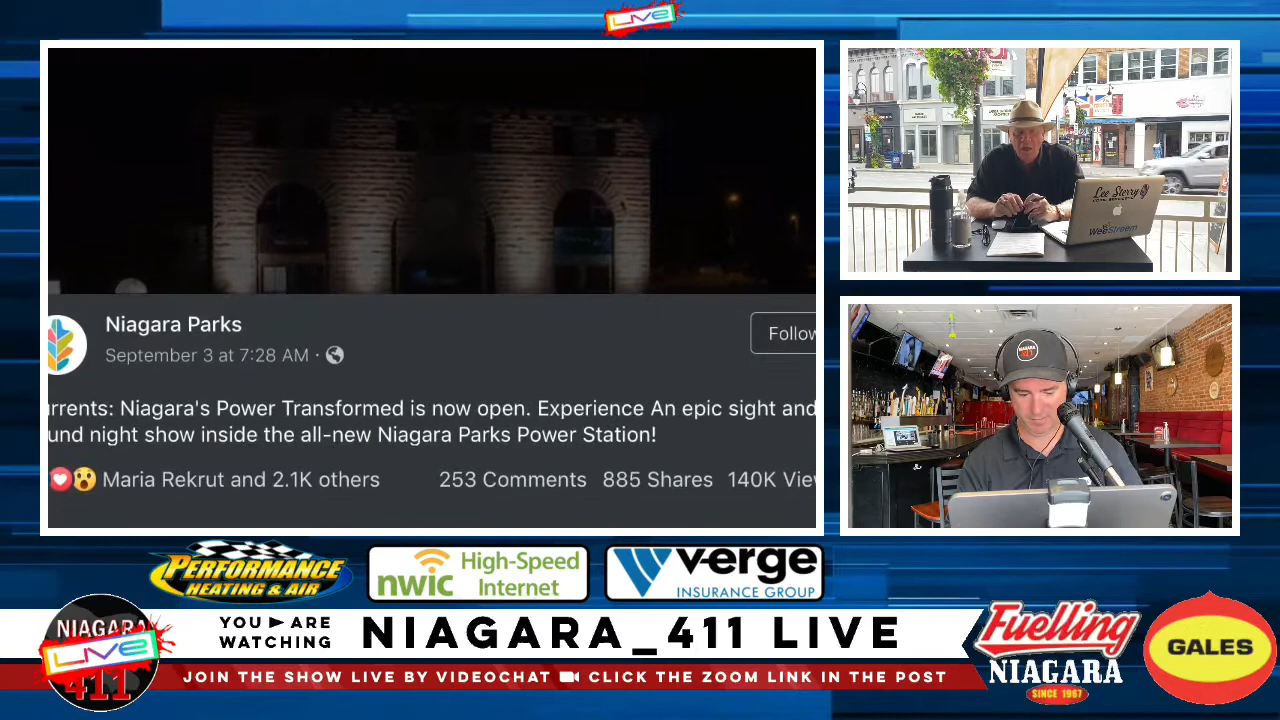 LIVE
Niagara Parks
September 3 at 7:28 AM ·
Follow
rrents: Niagara's Power Transformed is now open. Experience An epic sight and
und night show inside the all-new Niagara Parks Power Station!
Maria Rekrut and 2.1K others 253 Comments 885 Shares 140K View
Lee Sterry
WeeStreem
NIAGARA
411
PERFORMANCE
HEATING & AIR
nwic
High-Speed
Internet
verge
INSURANCE GROUP
NIAGARA
LIVE
411
YOU ARE
WATCHING
NIAGARA_411 LIVE
JOIN THE SHOW LIVE BY VIDEOCHAT CLICK THE ZOOM LINK IN THE POST
Fuelling
NIAGARA
SINCE 1967
GALES